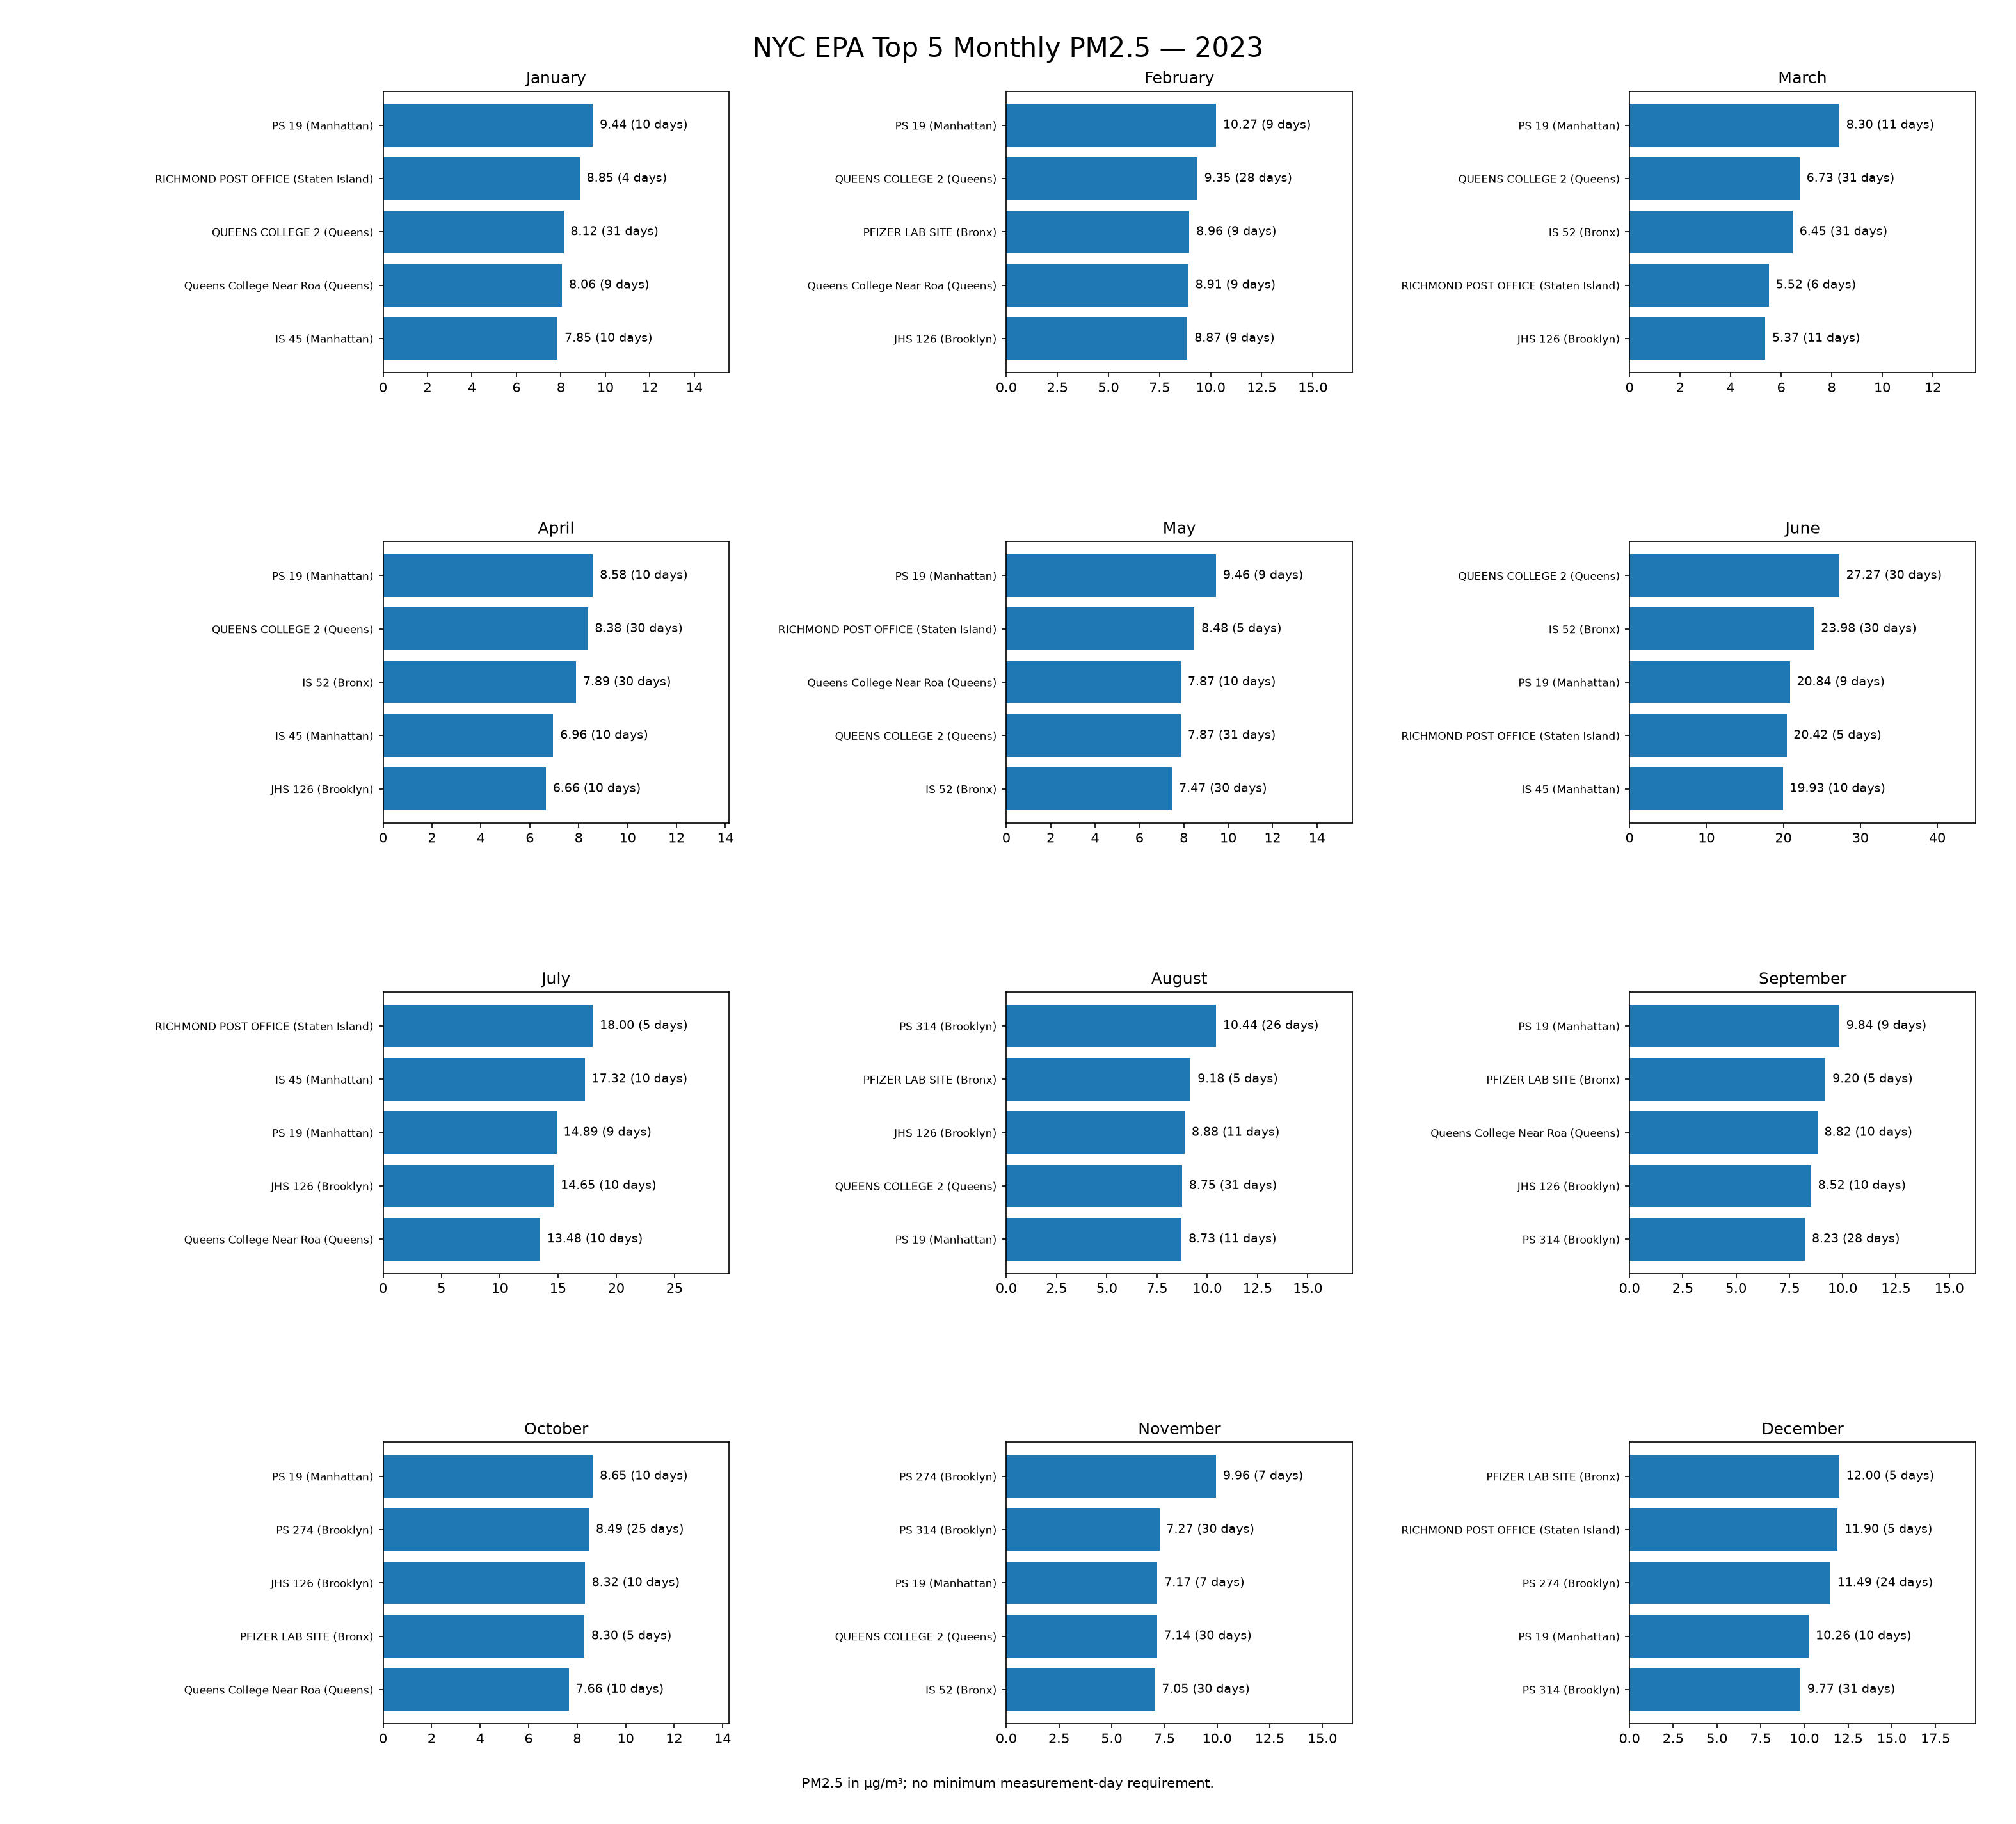 NYC EPA Top 5 Monthly PM2.5 — 2023
January
PS 19 (Manhattan) 9.44 (10 days)
RICHMOND POST OFFICE (Staten Island) 8.85 (4 days)
QUEENS COLLEGE 2 (Queens) 8.12 (31 days)
Queens College Near Roa (Queens) 8.06 (9 days)
IS 45 (Manhattan) 7.85 (10 days)
0 2 4 6 8 10 12 14
February
PS 19 (Manhattan) 10.27 (9 days)
QUEENS COLLEGE 2 (Queens) 9.35 (28 days)
PFIZER LAB SITE (Bronx) 8.96 (9 days)
Queens College Near Roa (Queens) 8.91 (9 days)
JHS 126 (Brooklyn) 8.87 (9 days)
0.0 2.5 5.0 7.5 10.0 12.5 15.0
March
PS 19 (Manhattan) 8.30 (11 days)
QUEENS COLLEGE 2 (Queens) 6.73 (31 days)
IS 52 (Bronx) 6.45 (31 days)
RICHMOND POST OFFICE (Staten Island) 5.52 (6 days)
JHS 126 (Brooklyn) 5.37 (11 days)
0 2 4 6 8 10 12
April
PS 19 (Manhattan) 8.58 (10 days)
QUEENS COLLEGE 2 (Queens) 8.38 (30 days)
IS 52 (Bronx) 7.89 (30 days)
IS 45 (Manhattan) 6.96 (10 days)
JHS 126 (Brooklyn) 6.66 (10 days)
0 2 4 6 8 10 12 14
May
PS 19 (Manhattan) 9.46 (9 days)
RICHMOND POST OFFICE (Staten Island) 8.48 (5 days)
Queens College Near Roa (Queens) 7.87 (10 days)
QUEENS COLLEGE 2 (Queens) 7.87 (31 days)
IS 52 (Bronx) 7.47 (30 days)
0 2 4 6 8 10 12 14
June
QUEENS COLLEGE 2 (Queens) 27.27 (30 days)
IS 52 (Bronx) 23.98 (30 days)
PS 19 (Manhattan) 20.84 (9 days)
RICHMOND POST OFFICE (Staten Island) 20.42 (5 days)
IS 45 (Manhattan) 19.93 (10 days)
0 10 20 30 40
July
RICHMOND POST OFFICE (Staten Island) 18.00 (5 days)
IS 45 (Manhattan) 17.32 (10 days)
PS 19 (Manhattan) 14.89 (9 days)
JHS 126 (Brooklyn) 14.65 (10 days)
Queens College Near Roa (Queens) 13.48 (10 days)
0 5 10 15 20 25
August
PS 314 (Brooklyn) 10.44 (26 days)
PFIZER LAB SITE (Bronx) 9.18 (5 days)
JHS 126 (Brooklyn) 8.88 (11 days)
QUEENS COLLEGE 2 (Queens) 8.75 (31 days)
PS 19 (Manhattan) 8.73 (11 days)
0.0 2.5 5.0 7.5 10.0 12.5 15.0
September
PS 19 (Manhattan) 9.84 (9 days)
PFIZER LAB SITE (Bronx) 9.20 (5 days)
Queens College Near Roa (Queens) 8.82 (10 days)
JHS 126 (Brooklyn) 8.52 (10 days)
PS 314 (Brooklyn) 8.23 (28 days)
0.0 2.5 5.0 7.5 10.0 12.5 15.0
October
PS 19 (Manhattan) 8.65 (10 days)
PS 274 (Brooklyn) 8.49 (25 days)
JHS 126 (Brooklyn) 8.32 (10 days)
PFIZER LAB SITE (Bronx) 8.30 (5 days)
Queens College Near Roa (Queens) 7.66 (10 days)
0 2 4 6 8 10 12 14
November
PS 274 (Brooklyn) 9.96 (7 days)
PS 314 (Brooklyn) 7.27 (30 days)
PS 19 (Manhattan) 7.17 (7 days)
QUEENS COLLEGE 2 (Queens) 7.14 (30 days)
IS 52 (Bronx) 7.05 (30 days)
0.0 2.5 5.0 7.5 10.0 12.5 15.0
December
PFIZER LAB SITE (Bronx) 12.00 (5 days)
RICHMOND POST OFFICE (Staten Island) 11.90 (5 days)
PS 274 (Brooklyn) 11.49 (24 days)
PS 19 (Manhattan) 10.26 (10 days)
PS 314 (Brooklyn) 9.77 (31 days)
0.0 2.5 5.0 7.5 10.0 12.5 15.0 17.5
PM2.5 in µg/m³; no minimum measurement-day requirement.